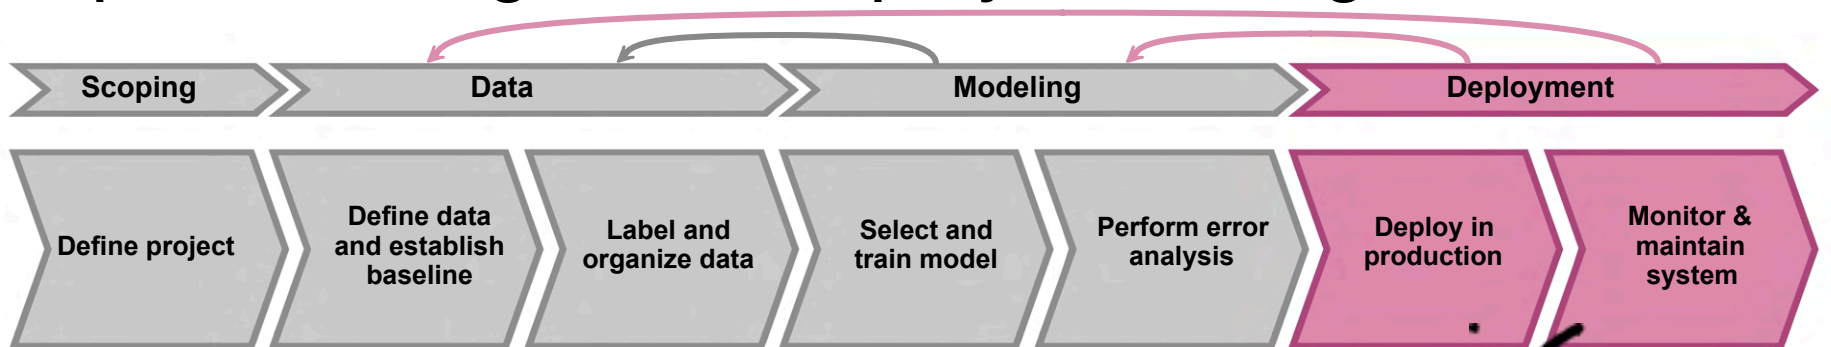 Scoping
Data
Modeling
Deployment
Define project
Define data
and establish
baseline
Label and
organize data
Select and
train model
Perform error
analysis
Deploy in
production
Monitor &
maintain
system